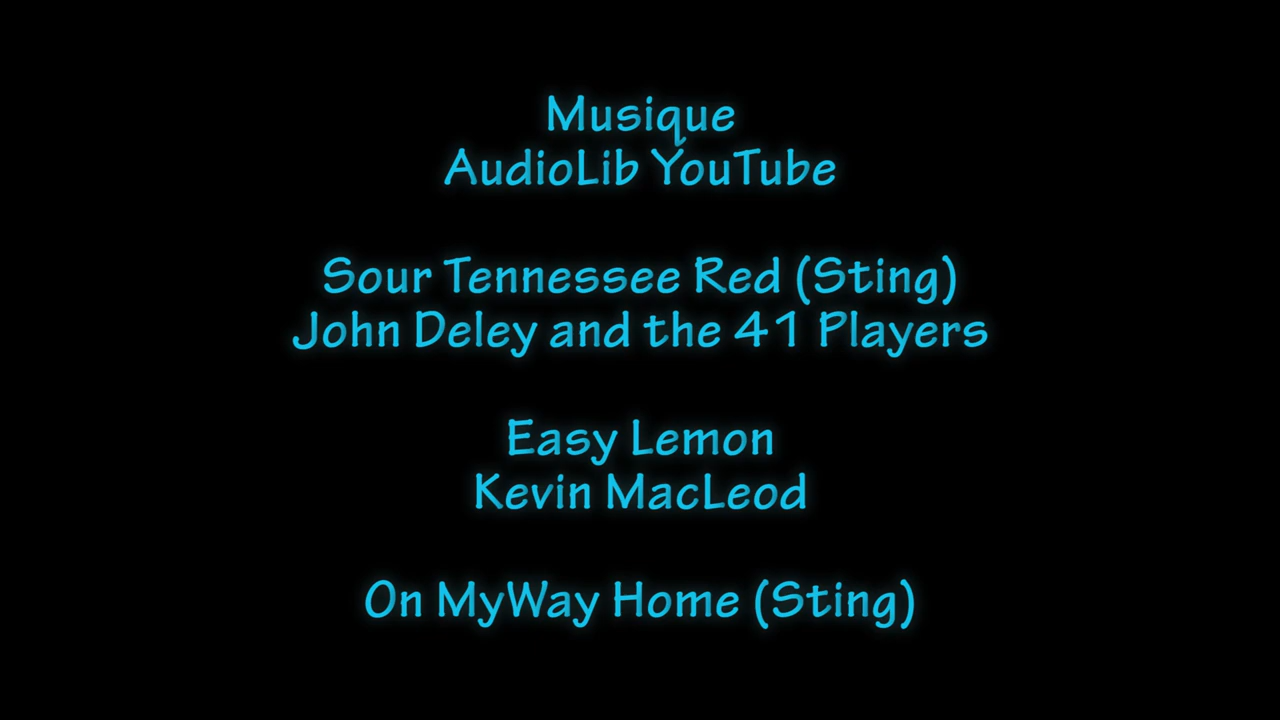 Musique
AudioLib YouTube
Sour Tennessee Red (Sting)
John Deley and the 41 Players
Easy Lemon
Kevin MacLeod
On MyWay Home (Sting)